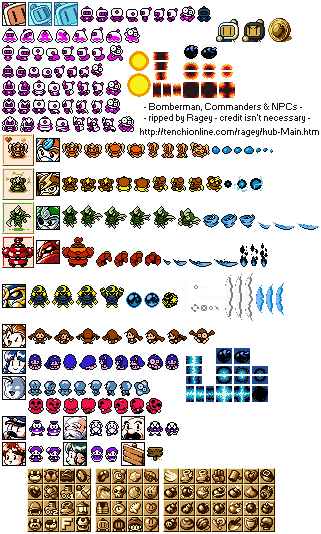 - Bomberman, Commanders & NPCs -
- ripped by Ragey - credit isn't necessary -
http://tenchionline.com/ragey/hub-Main.htm